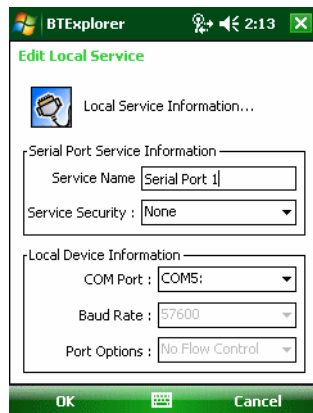 BTExplorer 2:13
Edit Local Service
Local Service Information...
Serial Port Service Information
Service Name Serial Port 1
Service Security : None
Local Device Information
COM Port : COM5:
Baud Rate : 57600
Port Options : No Flow Control
OK Cancel